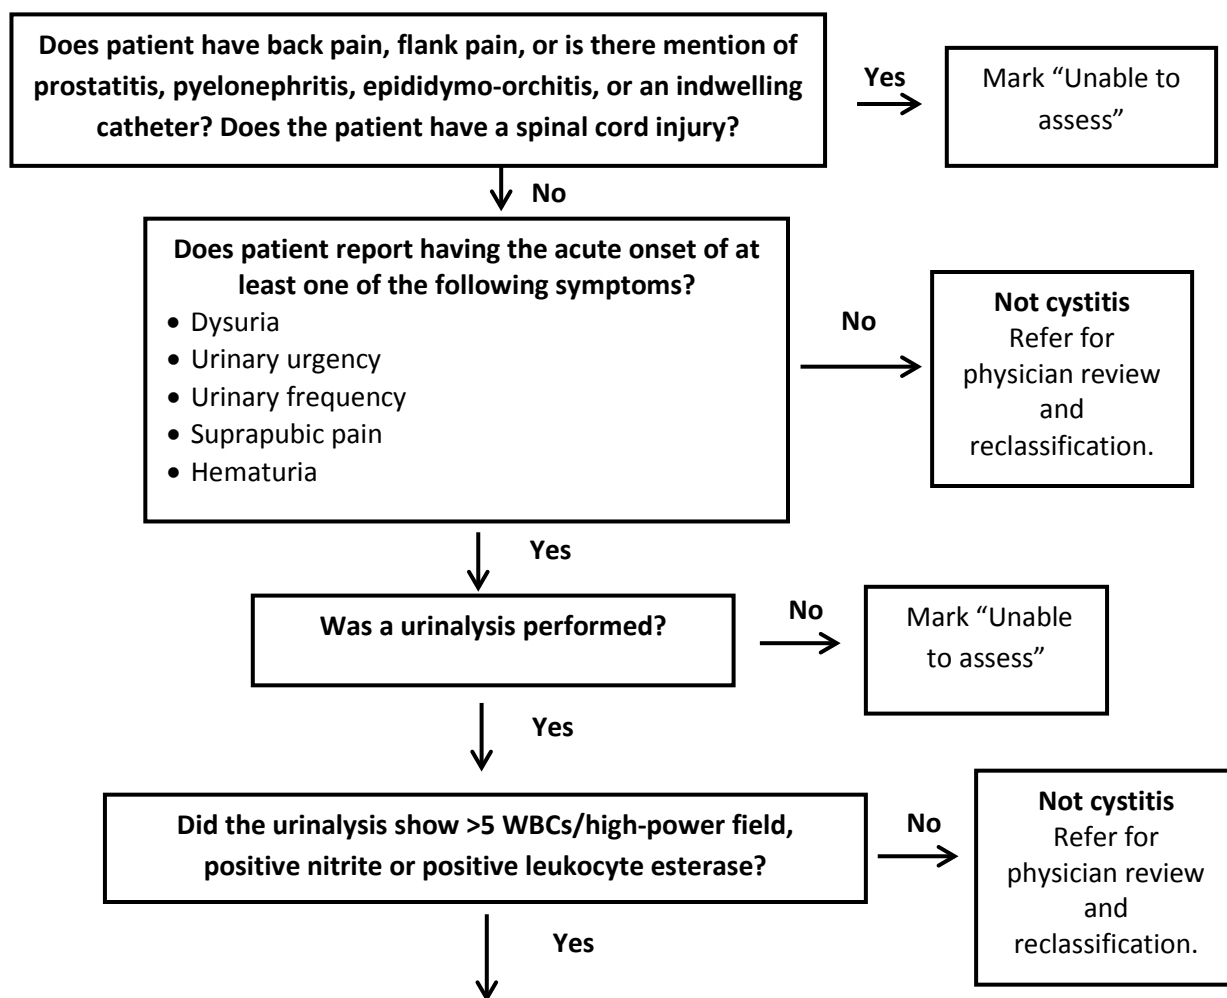 Does patient have back pain, flank pain, or is there mention of
prostatitis, pyelonephritis, epididymo-orchitis, or an indwelling
catheter? Does the patient have a spinal cord injury?
Yes
Mark “Unable to
assess”
No
Does patient report having the acute onset of at
least one of the following symptoms?
• Dysuria
• Urinary urgency
• Urinary frequency
• Suprapubic pain
• Hematuria
No
Not cystitis
Refer for
physician review
and
reclassification.
Yes
Was a urinalysis performed?
No
Mark “Unable
to assess”
Yes
Did the urinalysis show >5 WBCs/high-power field,
positive nitrite or positive leukocyte esterase?
No
Not cystitis
Refer for
physician review
and
reclassification.
Yes